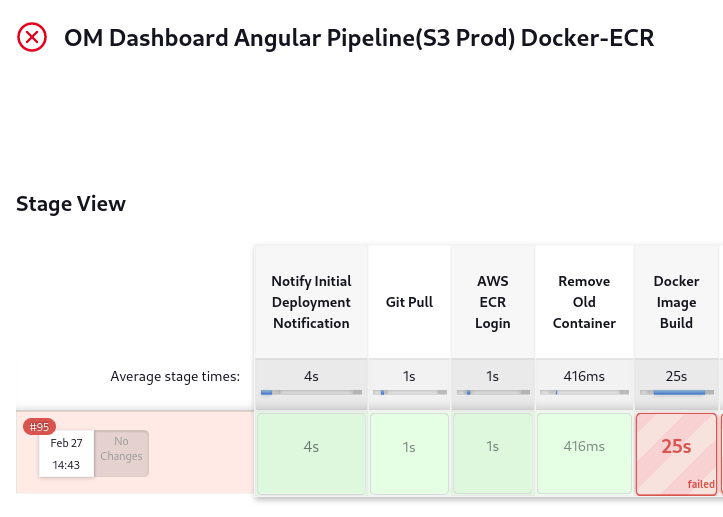 OM Dashboard Angular Pipeline(S3 Prod) Docker-ECR
Stage View
Notify Initial
Deployment
Notification
Git Pull
AWS
ECR
Login
Remove
Old
Container
Docker
Image
Build
Average stage times:
4s
1s
1s
416ms
25s
#95
Feb 27
14:43
No
Changes
4s
1s
1s
416ms
25s
failed